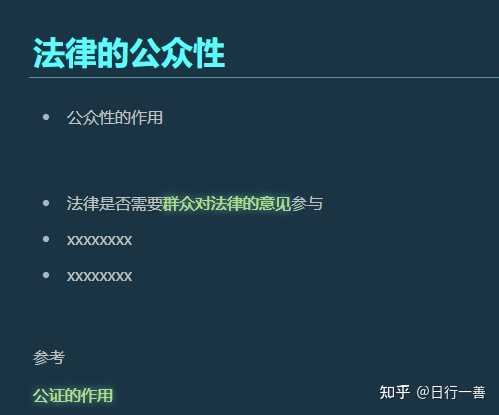 法律的公众性
公众性的作用
法律是否需要群众对法律的意见参与
xxxxxxxx
xxxxxxxx
参考
公证的作用
知乎 @日行一善